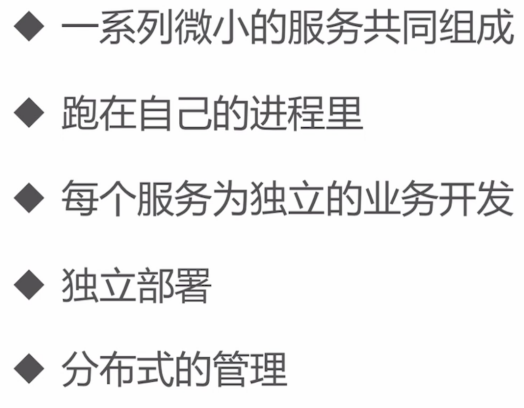 ◆ 一系列微小的服务共同组成
◆ 跑在自己的进程里
◆ 每个服务为独立的业务开发
◆ 独立部署
◆ 分布式的管理